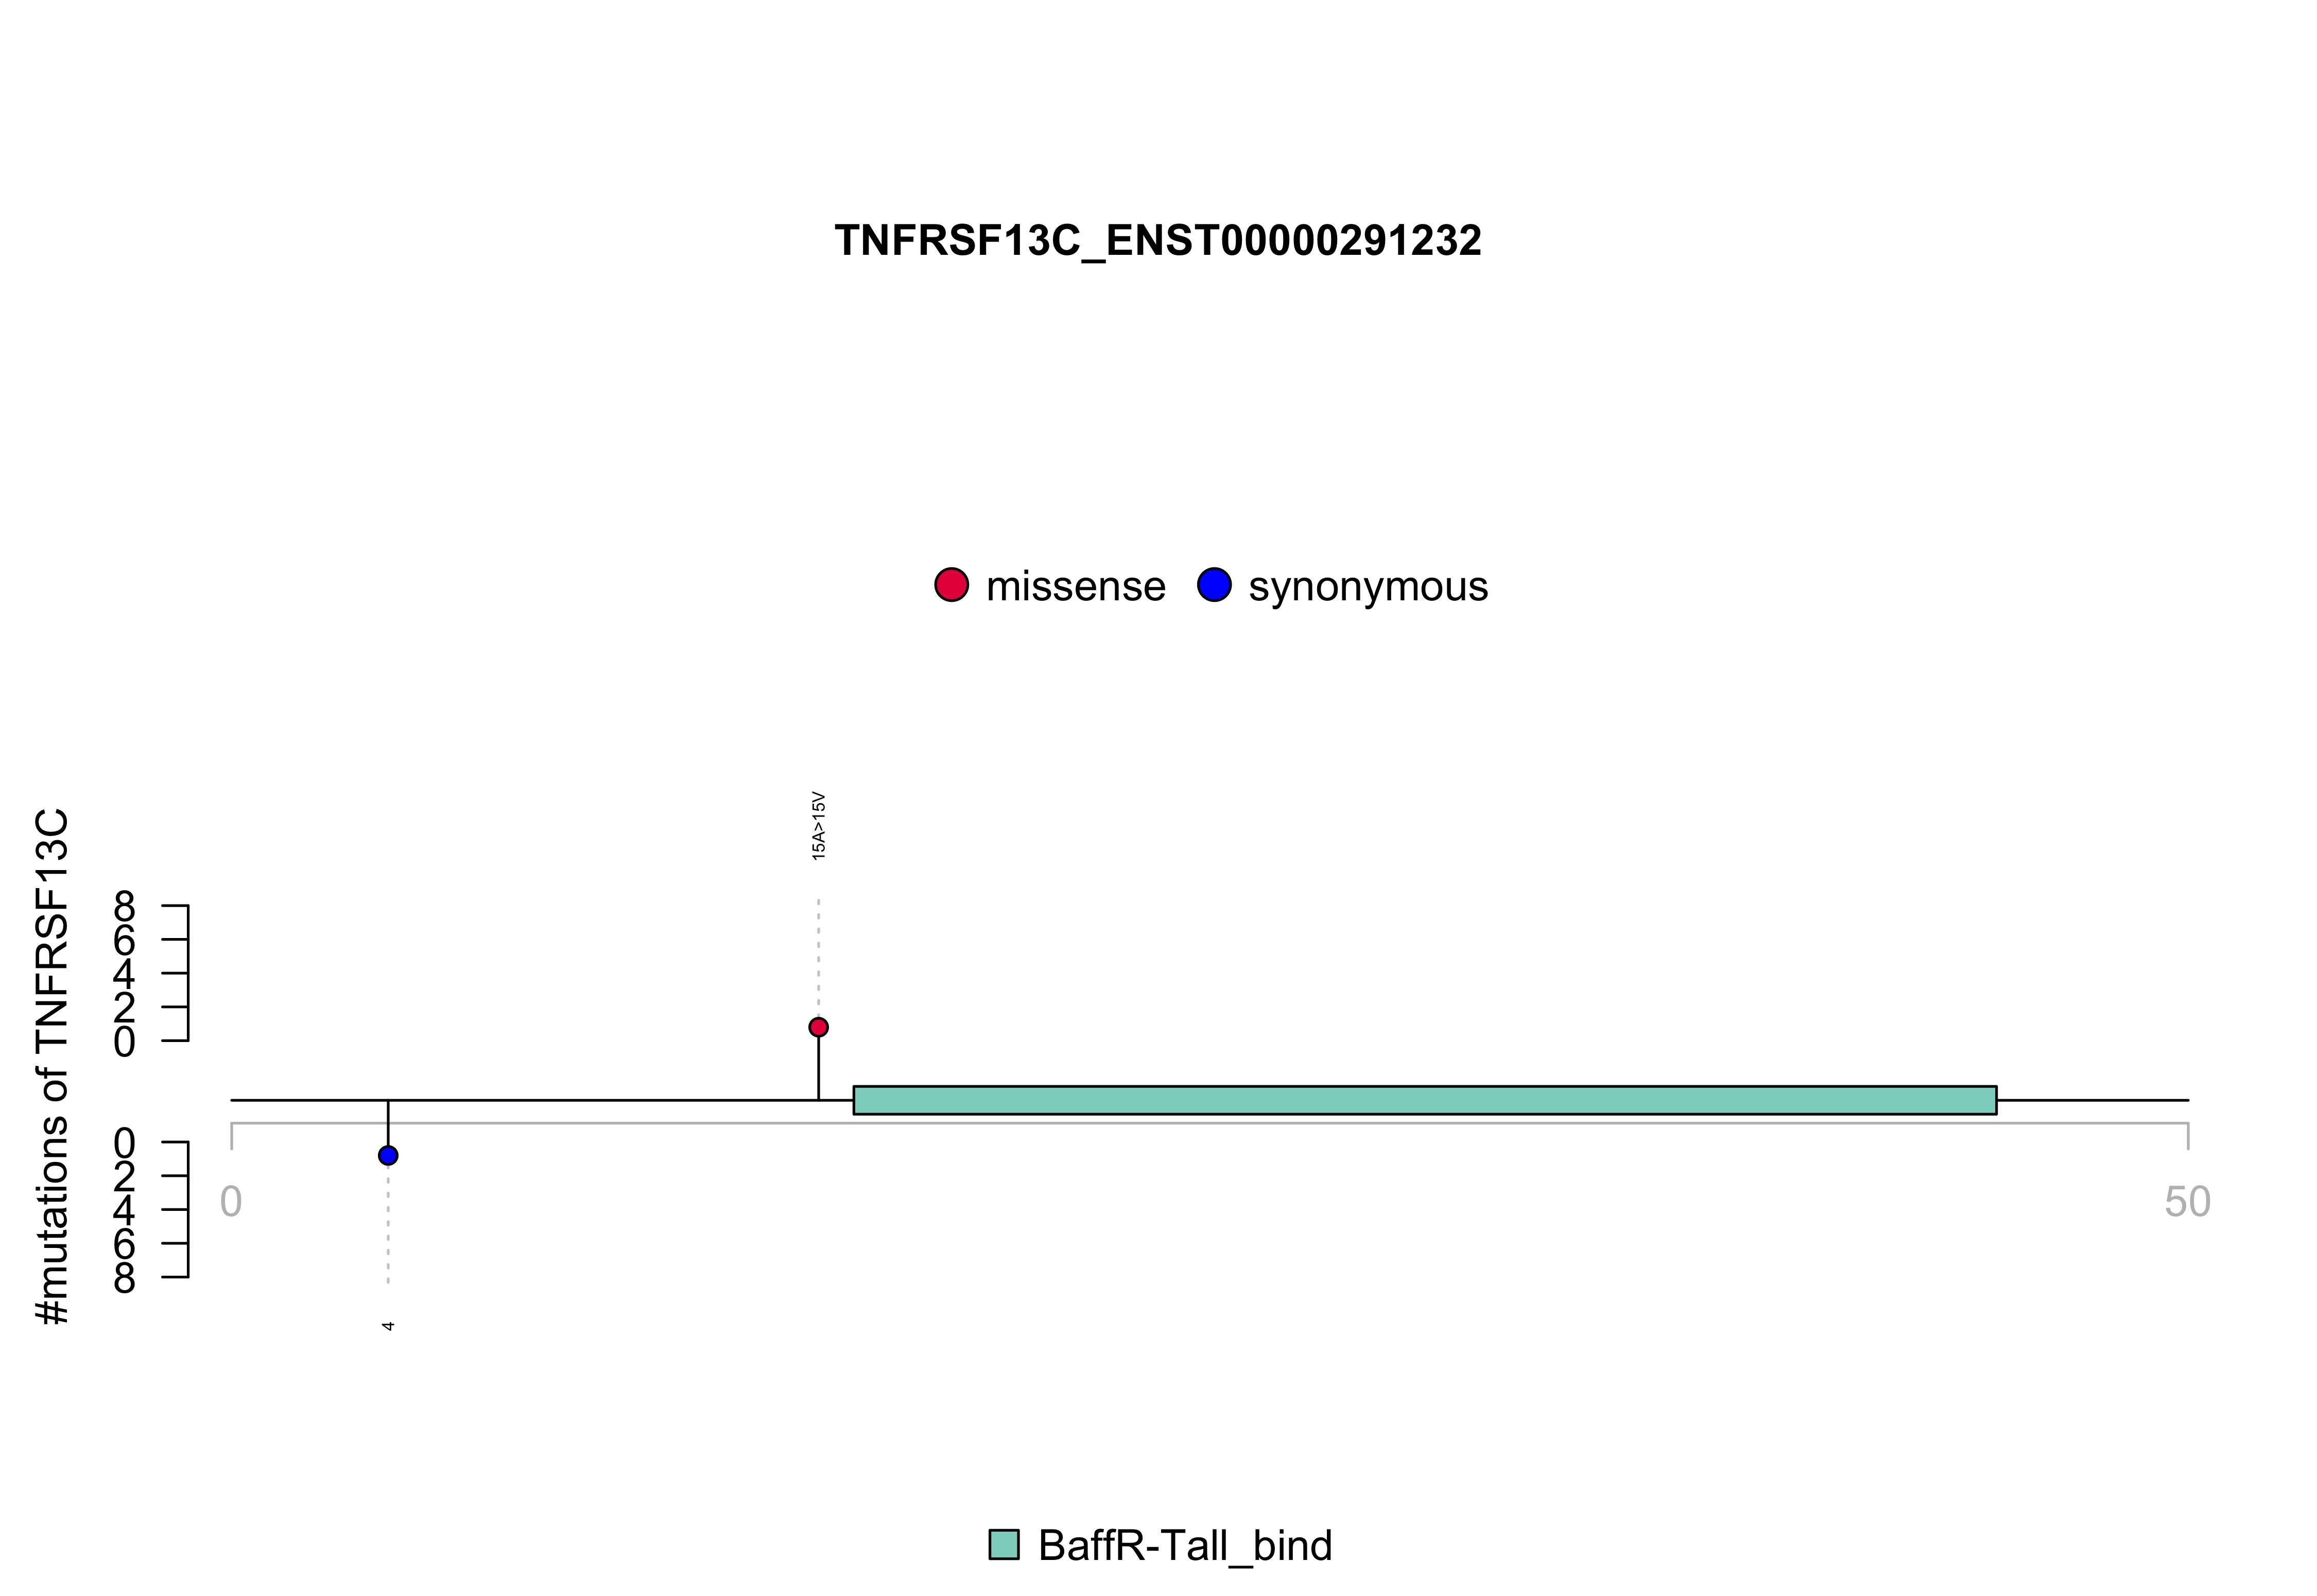 TNFRSF13C_ENST00000291232
missense
synonymous
#mutations of TNFRSF13C
15A>15V
8
6
4
2
0
0
2
4
6
8
0
50
4
BaffR-Tall_bind